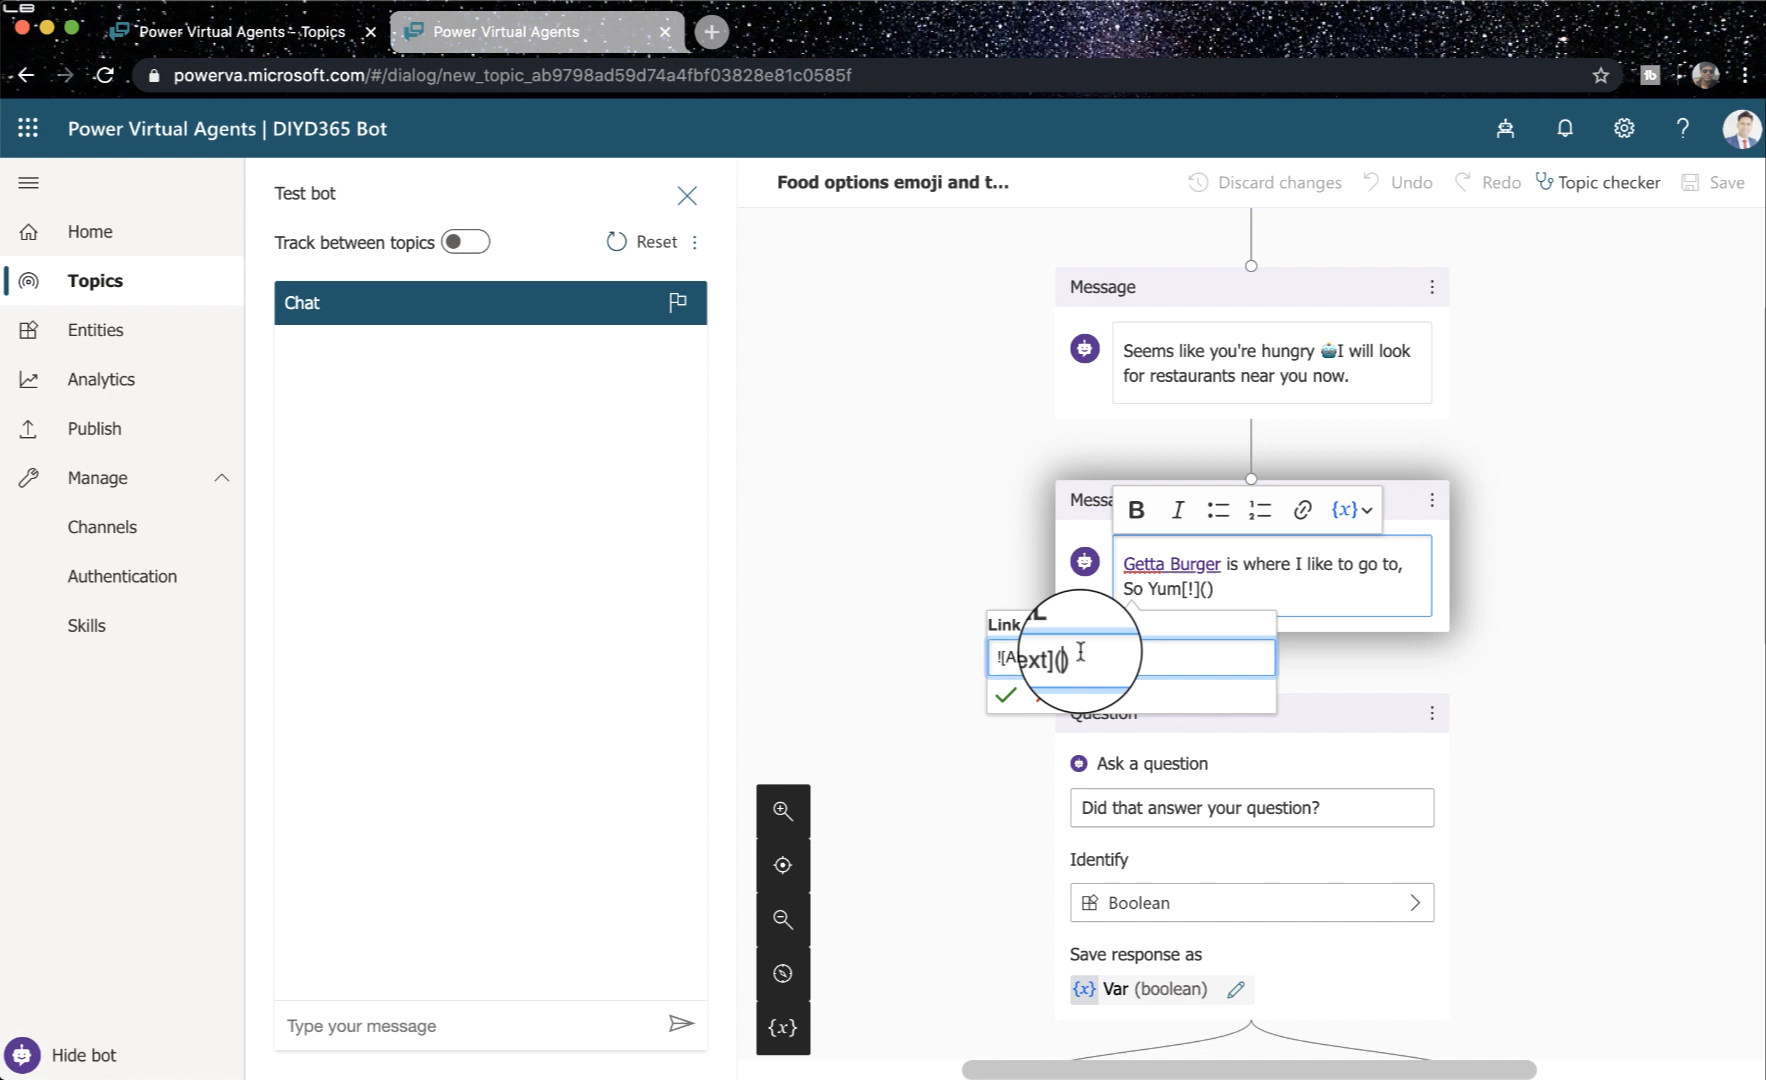 Power Virtual Agents - Topics
Power Virtual Agents
powerva.microsoft.com/#/dialog/new_topic_ab9798ad59d74a4fbf03828e81c0585f
Power Virtual Agents | DIYD365 Bot
Home
Topics
Entities
Analytics
Publish
Manage
Channels
Authentication
Skills
Hide bot
Test bot
Track between topics
Reset
Chat
Type your message
Food options emoji and t...
Discard changes
Undo
Redo
Topic checker
Save
Message
Seems like you're hungry 🍲I will look
for restaurants near you now.
Messa
B I {x}
Getta Burger is where I like to go to,
So Yum[!]()
Link
![A ext]()
Question
Ask a question
Did that answer your question?
Identify
Boolean
Save response as
{x} Var (boolean)
{x}